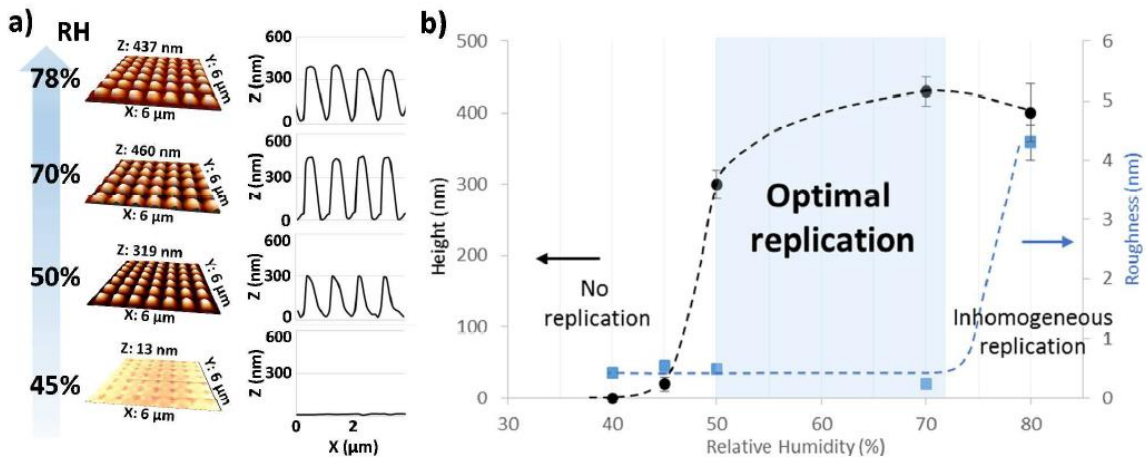 a)
RH
78%
70%
50%
45%
Z: 437 nm
Y: 6 µm
X: 6 µm
Z: 460 nm
Y: 6 µm
X: 6 µm
Z: 319 nm
Y: 6 µm
X: 6 µm
Z: 13 nm
Y: 6 µm
X: 6 µm
600
300
0
Z (nm)
600
300
0
Z (nm)
600
300
0
Z (nm)
600
300
Z (nm)
0 2
X (µm)
b)
500
400
300
200
100
0
Height (nm)
No
replication
Optimal
replication
Inhomogeneous
replication
6
5
4
3
2
1
0
Roughness (nm)
30 40 50 60 70 80
Relative Humidity (%)